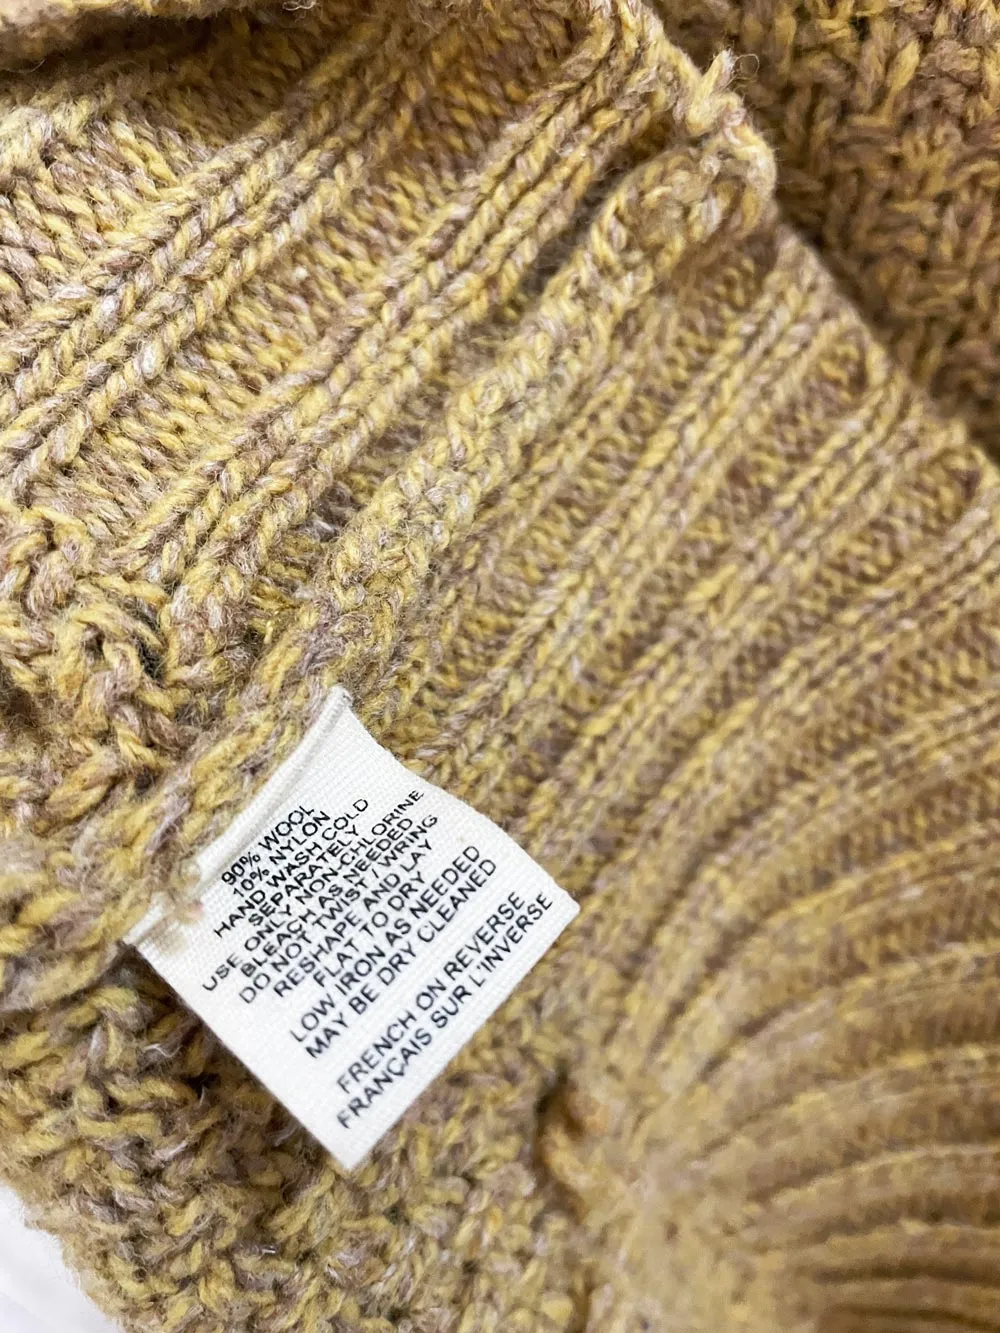 90% WOOL
10% NYLON
HAND WASH COLD
SEPARATELY
USE ONLY NON-CHLORINE
BLEACH AS NEEDED
DO NOT TWIST / WRING
RESHAPE AND LAY
FLAT TO DRY
LOW IRON AS NEEDED
MAY BE DRY CLEANED
FRENCH ON REVERSE
FRANÇAIS SUR L'INVERSE